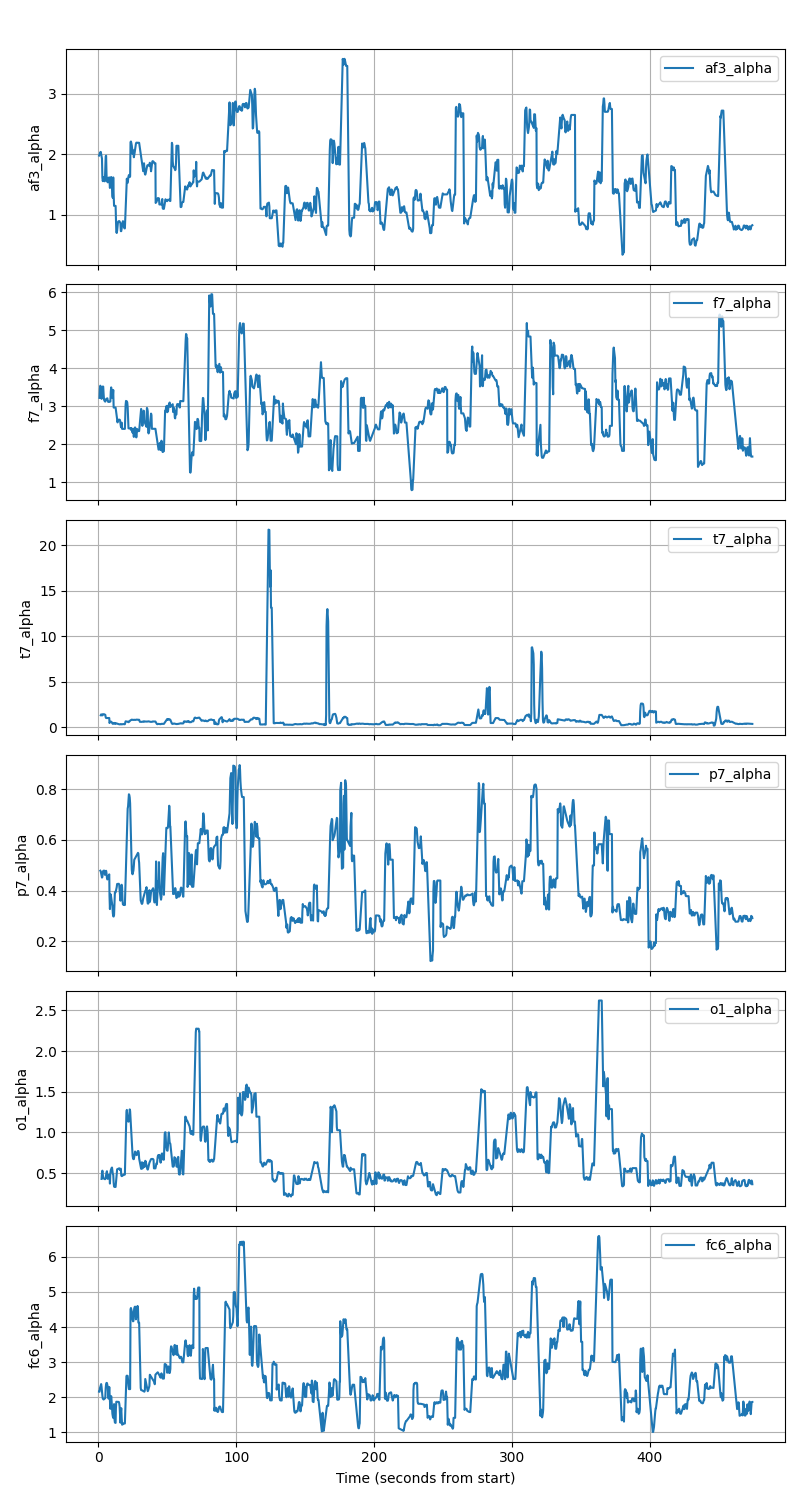 af3_alpha
3
2
1
af3_alpha
f7_alpha
6
5
4
3
2
1
f7_alpha
t7_alpha
20
15
10
5
0
t7_alpha
p7_alpha
0.8
0.6
0.4
0.2
p7_alpha
o1_alpha
2.5
2.0
1.5
1.0
0.5
o1_alpha
fc6_alpha
6
5
4
3
2
1
fc6_alpha
0 100 200 300 400
Time (seconds from start)